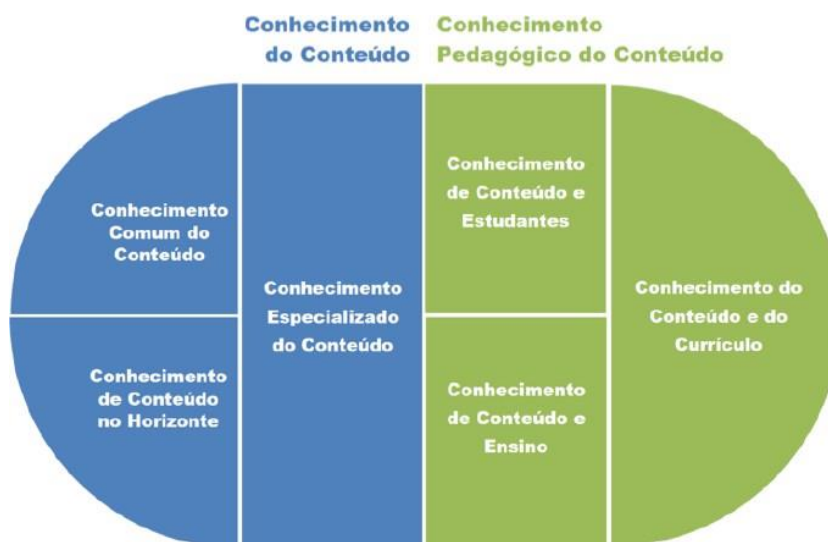 Conhecimento
do Conteúdo
Conhecimento
Pedagógico do Conteúdo
Conhecimento
Comum do
Conteúdo
Conhecimento
de Conteúdo
no Horizonte
Conhecimento
Especializado
do Conteúdo
Conhecimento
de Conteúdo e
Estudantes
Conhecimento
de Conteúdo e
Ensino
Conhecimento do
Conteúdo e do
Currículo